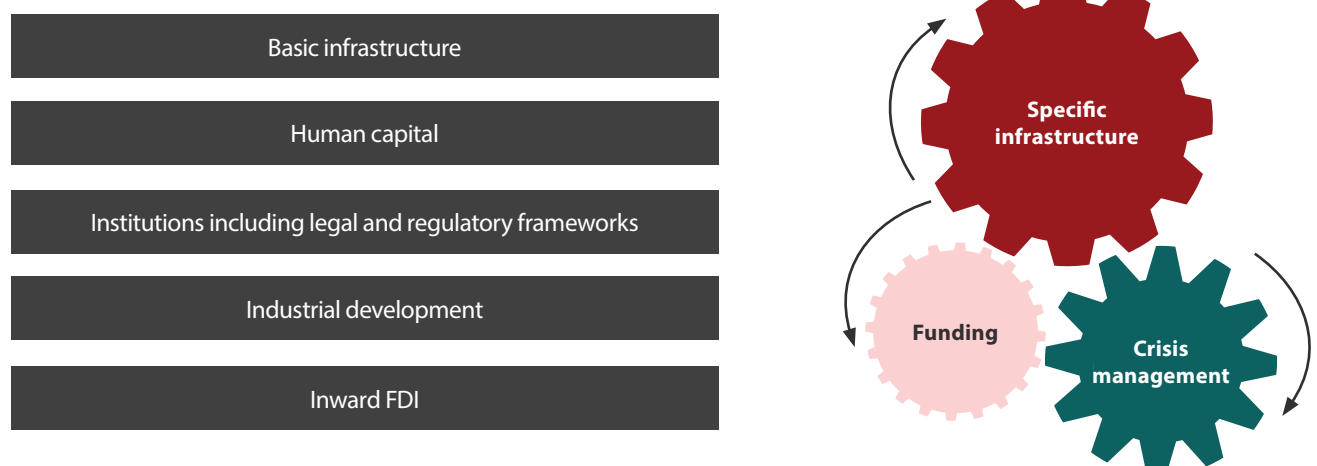 Basic infrastructure
Human capital
Institutions including legal and regulatory frameworks
Industrial development
Inward FDI
Specific
infrastructure
Funding
Crisis
management